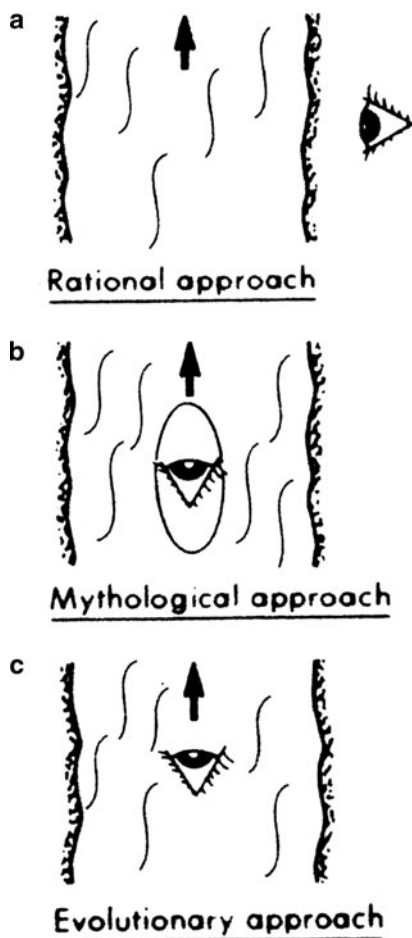 a
Rational approach
b
Mythological approach
c
Evolutionary approach